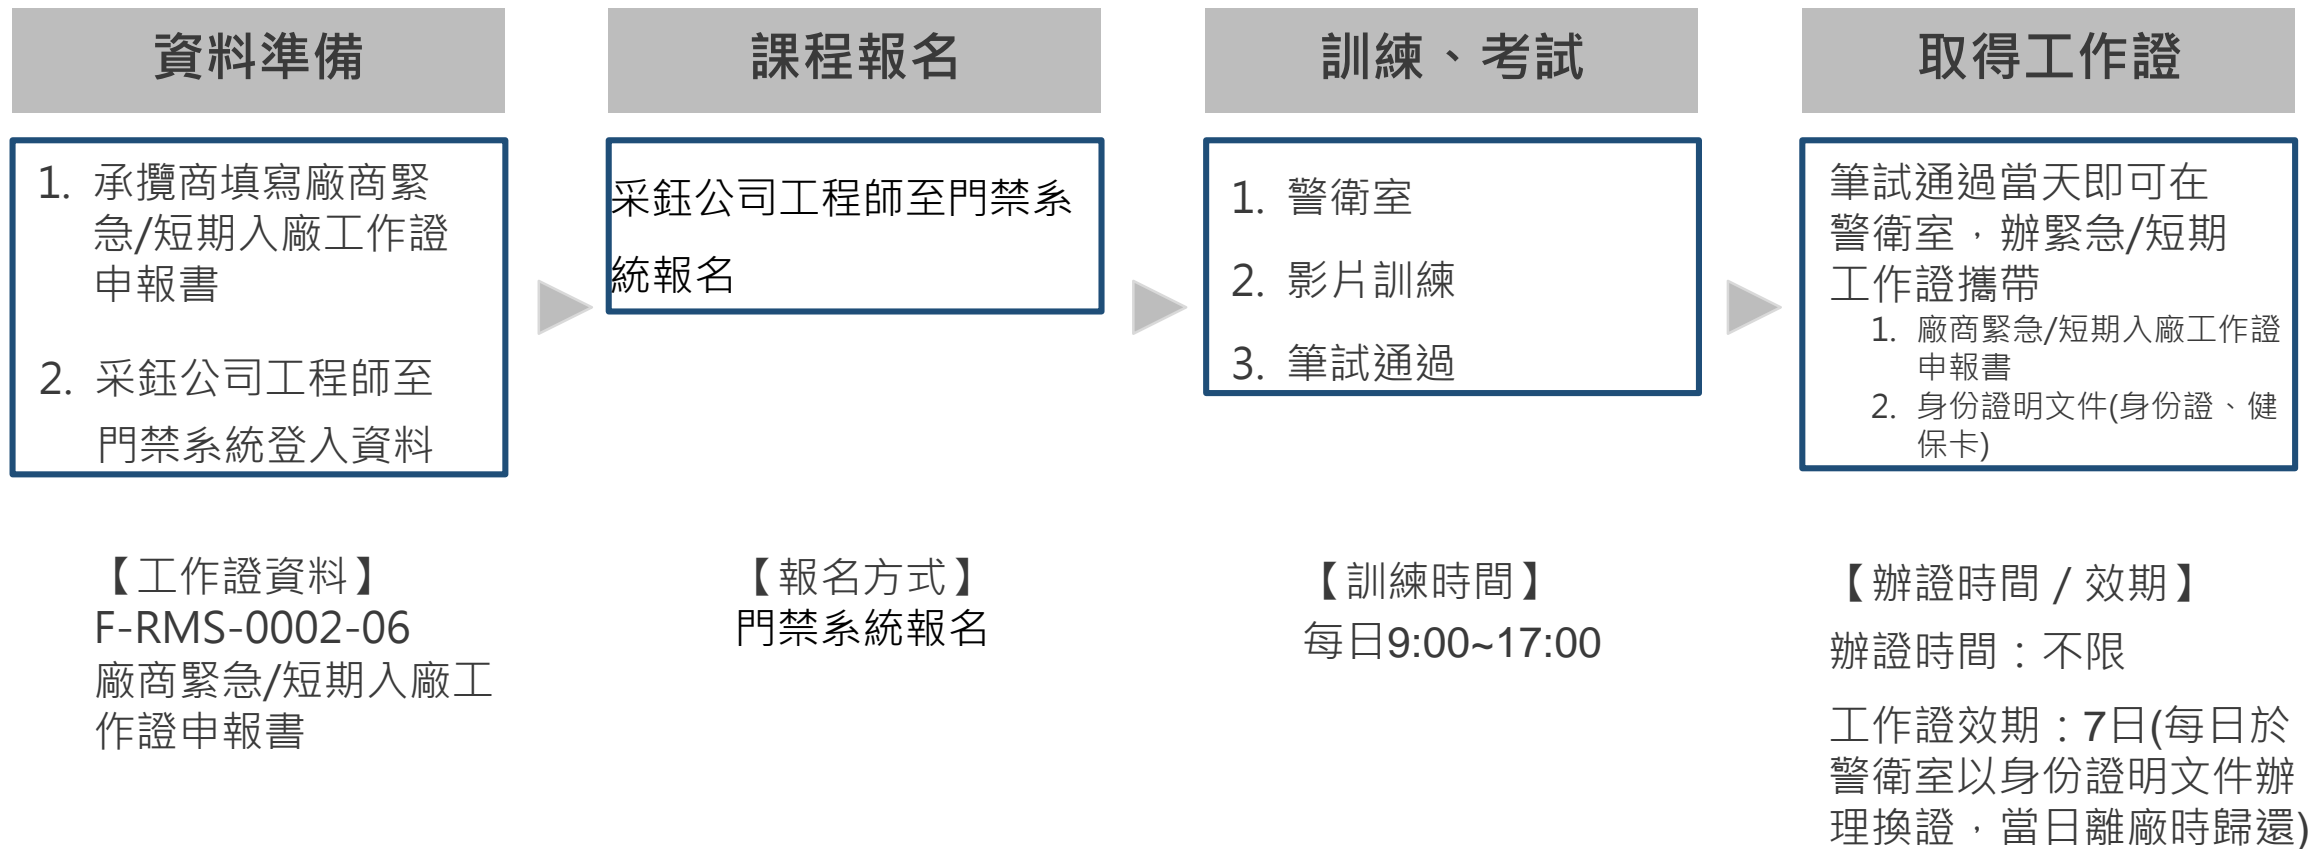 資料準備
1. 承攬商填寫廠商緊
急/短期入廠工作證
申報書
2. 采鈺公司工程師至
門禁系統登入資料
【工作證資料】
F-RMS-0002-06
廠商緊急/短期入廠工
作證申報書
課程報名
采鈺公司工程師至門禁系
統報名
【報名方式】
門禁系統報名
訓練、考試
1. 警衛室
2. 影片訓練
3. 筆試通過
【訓練時間】
每日9:00~17:00
取得工作證
筆試通過當天即可在
警衛室，辦緊急/短期
工作證攜帶
1. 廠商緊急/短期入廠工作證
申報書
2. 身份證明文件(身份證、健
保卡)
【辦證時間 / 效期】
辦證時間：不限
工作證效期：7日(每日於
警衛室以身份證明文件辦
理換證，當日離廠時歸還)